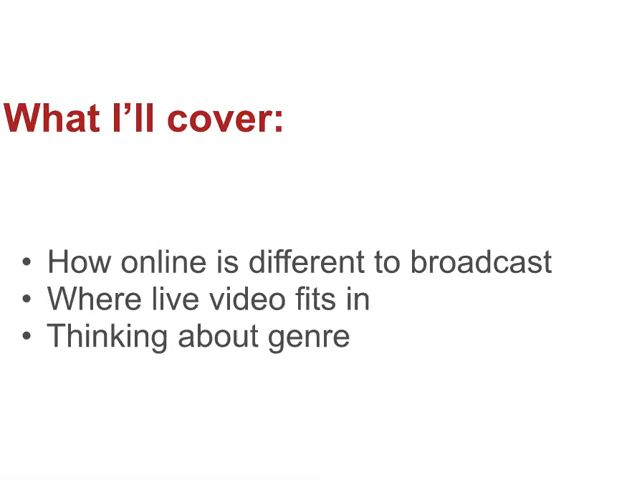 What I’ll cover:
• How online is different to broadcast
• Where live video fits in
• Thinking about genre